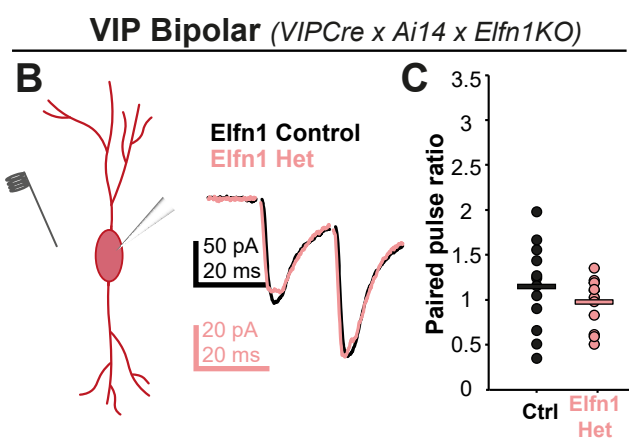 VIP Bipolar (VIPCre x Ai14 x Elfn1KO)
B
Elfn1 Control
Elfn1 Het
50 pA
20 ms
20 pA
20 ms
C
Paired pulse ratio
3.5
3
2.5
2
1.5
1
0.5
0
Ctrl
Elfn1
Het